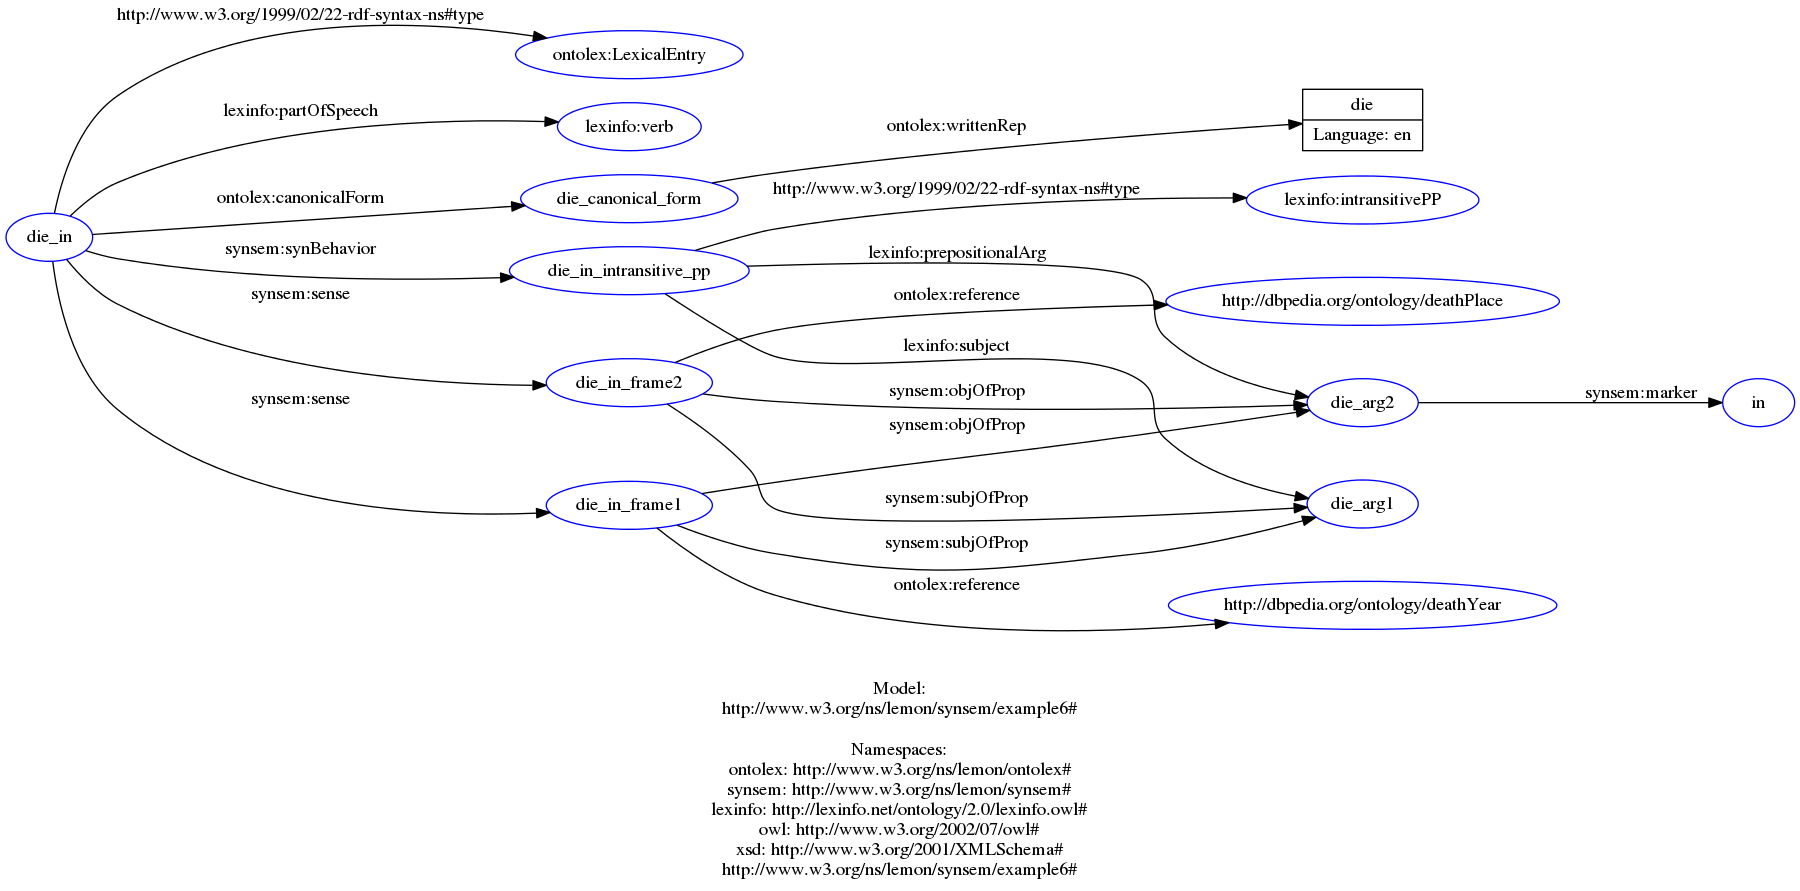 http://www.w3.org/1999/02/22-rdf-syntax-ns#type
ontolex:LexicalEntry
lexinfo:partOfSpeech
lexinfo:verb
die
Language: en
ontolex:writtenRep
ontolex:canonicalForm
die_canonical_form
http://www.w3.org/1999/02/22-rdf-syntax-ns#type
lexinfo:intransitivePP
die_in
synsem:synBehavior
die_in_intransitive_pp
lexinfo:prepositionalArg
synsem:sense
ontolex:reference
http://dbpedia.org/ontology/deathPlace
lexinfo:subject
die_in_frame2
synsem:objOfProp
die_arg2
synsem:marker
in
synsem:sense
synsem:objOfProp
synsem:subjOfProp
die_in_frame1
die_arg1
synsem:subjOfProp
ontolex:reference
http://dbpedia.org/ontology/deathYear
Model:
http://www.w3.org/ns/lemon/synsem/example6#
Namespaces:
ontolex: http://www.w3.org/ns/lemon/ontolex#
synsem: http://www.w3.org/ns/lemon/synsem#
lexinfo: http://lexinfo.net/ontology/2.0/lexinfo.owl#
owl: http://www.w3.org/2002/07/owl#
xsd: http://www.w3.org/2001/XMLSchema#
http://www.w3.org/ns/lemon/synsem/example6#